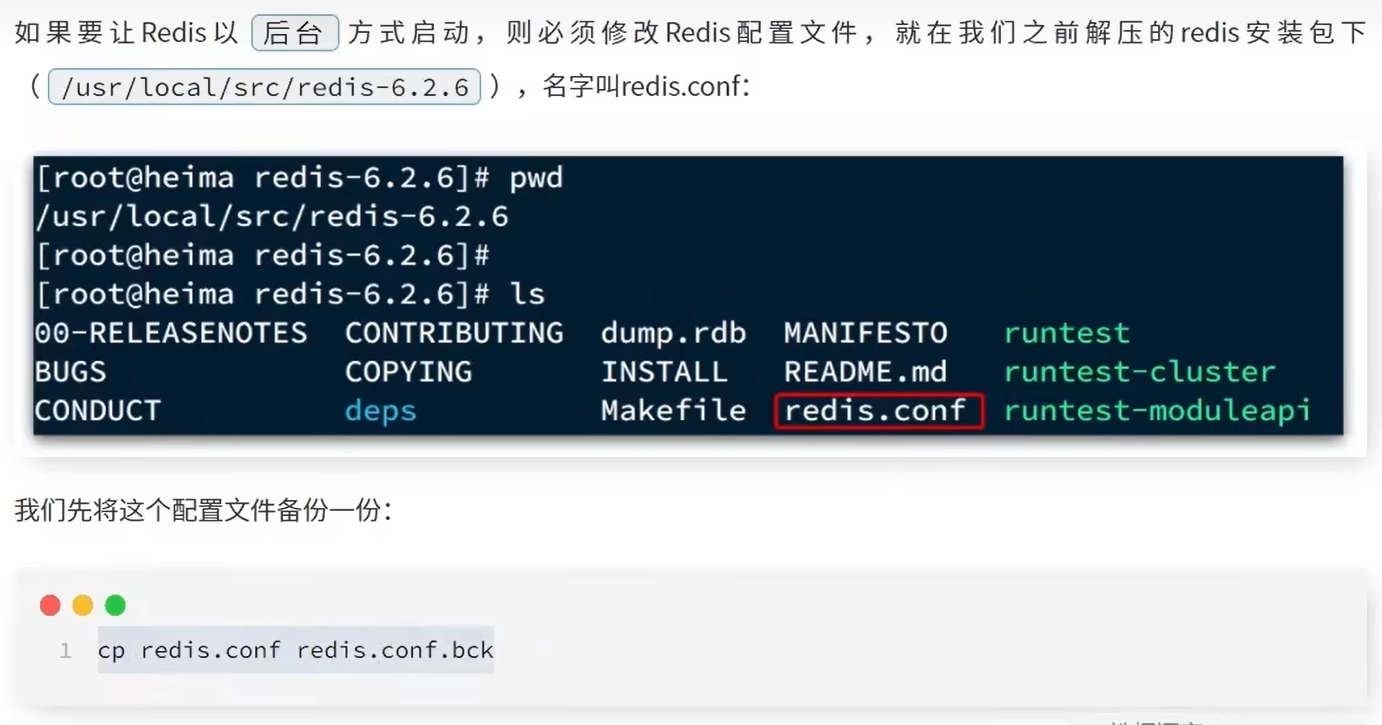 如果要让Redis以 后台 方式启动，则必须修改Redis配置文件，就在我们之前解压的redis安装包下
（ /usr/local/src/redis-6.2.6 ），名字叫redis.conf：
[root@heima redis-6.2.6]# pwd
/usr/local/src/redis-6.2.6
[root@heima redis-6.2.6]#
[root@heima redis-6.2.6]# ls
00-RELEASENOTES CONTRIBUTING dump.rdb MANIFESTO runtest
BUGS COPYING INSTALL README.md runtest-cluster
CONDUCT deps Makefile redis.conf runtest-moduleapi
我们先将这个配置文件备份一份：
1 cp redis.conf redis.conf.bck